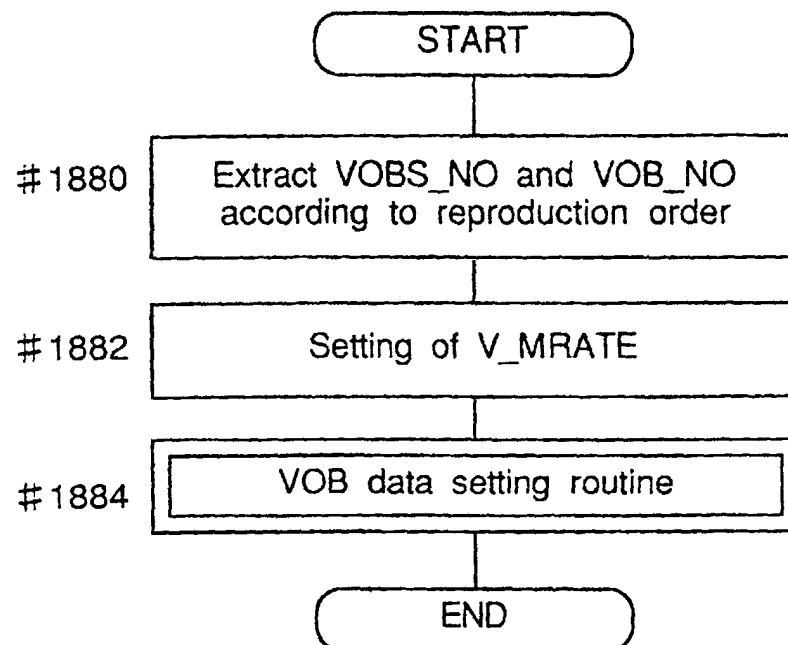 START
#1880
Extract VOBS_NO and VOB_NO
according to reproduction order
#1882
Setting of V_MRATE
#1884
VOB data setting routine
END